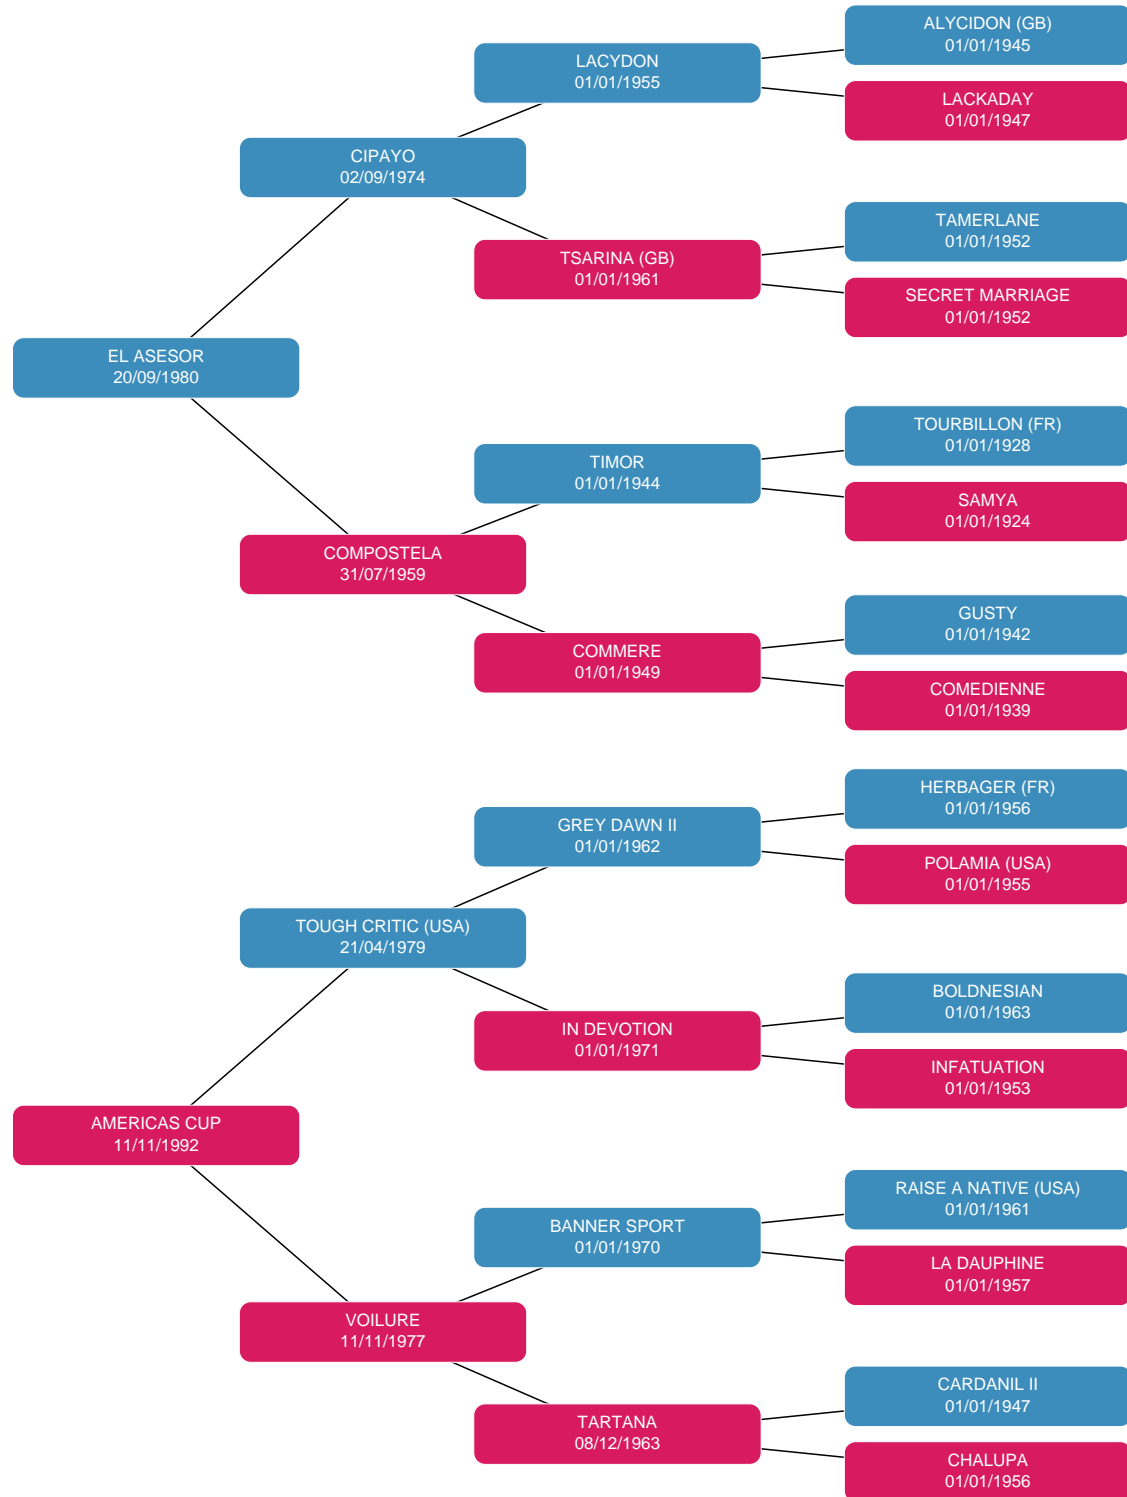 ALYCIDON (GB)
01/01/1945
LACYDON
01/01/1955
LACKADAY
01/01/1947
CIPAYO
02/09/1974
TAMERLANE
01/01/1952
TSARINA (GB)
01/01/1961
SECRET MARRIAGE
01/01/1952
EL ASESOR
20/09/1980
TOURBILLON (FR)
01/01/1928
TIMOR
01/01/1944
SAMYA
01/01/1924
COMPOSTELA
31/07/1959
GUSTY
01/01/1942
COMMERE
01/01/1949
COMEDIENNE
01/01/1939
HERBAGER (FR)
01/01/1956
GREY DAWN II
01/01/1962
POLAMIA (USA)
01/01/1955
TOUGH CRITIC (USA)
21/04/1979
BOLDNESIAN
01/01/1963
IN DEVOTION
01/01/1971
INFATUATION
01/01/1953
AMERICAS CUP
11/11/1992
RAISE A NATIVE (USA)
01/01/1961
BANNER SPORT
01/01/1970
LA DAUPHINE
01/01/1957
VOILURE
11/11/1977
CARDANIL II
01/01/1947
TARTANA
08/12/1963
CHALUPA
01/01/1956